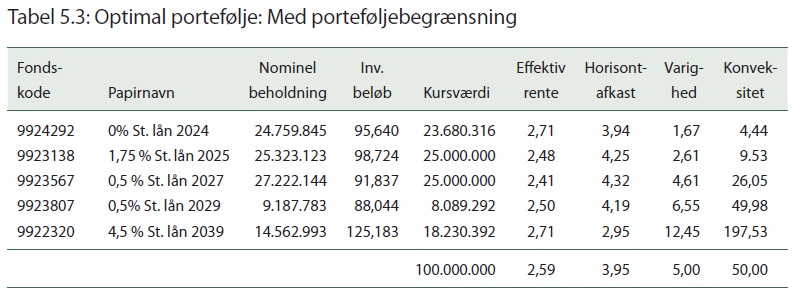 Tabel 5.3: Optimal portefølje: Med porteføljebegrænsning
Fonds- Nominel Inv. Effektiv Horisont- Varig- Konvek-
kode Papirnavn beholdning beløb Kursværdi rente afkast hed sitet
9924292 0% St. lån 2024 24.759.845 95,640 23.680.316 2,71 3,94 1,67 4,44
9923138 1,75 % St. lån 2025 25.323.123 98,724 25.000.000 2,48 4,25 2,61 9.53
9923567 0,5 % St. lån 2027 27.222.144 91,837 25.000.000 2,41 4,32 4,61 26,05
9923807 0,5% St. lån 2029 9.187.783 88,044 8.089.292 2,50 4,19 6,55 49,98
9922320 4,5 % St. lån 2039 14.562.993 125,183 18.230.392 2,71 2,95 12,45 197,53
100.000.000 2,59 3,95 5,00 50,00